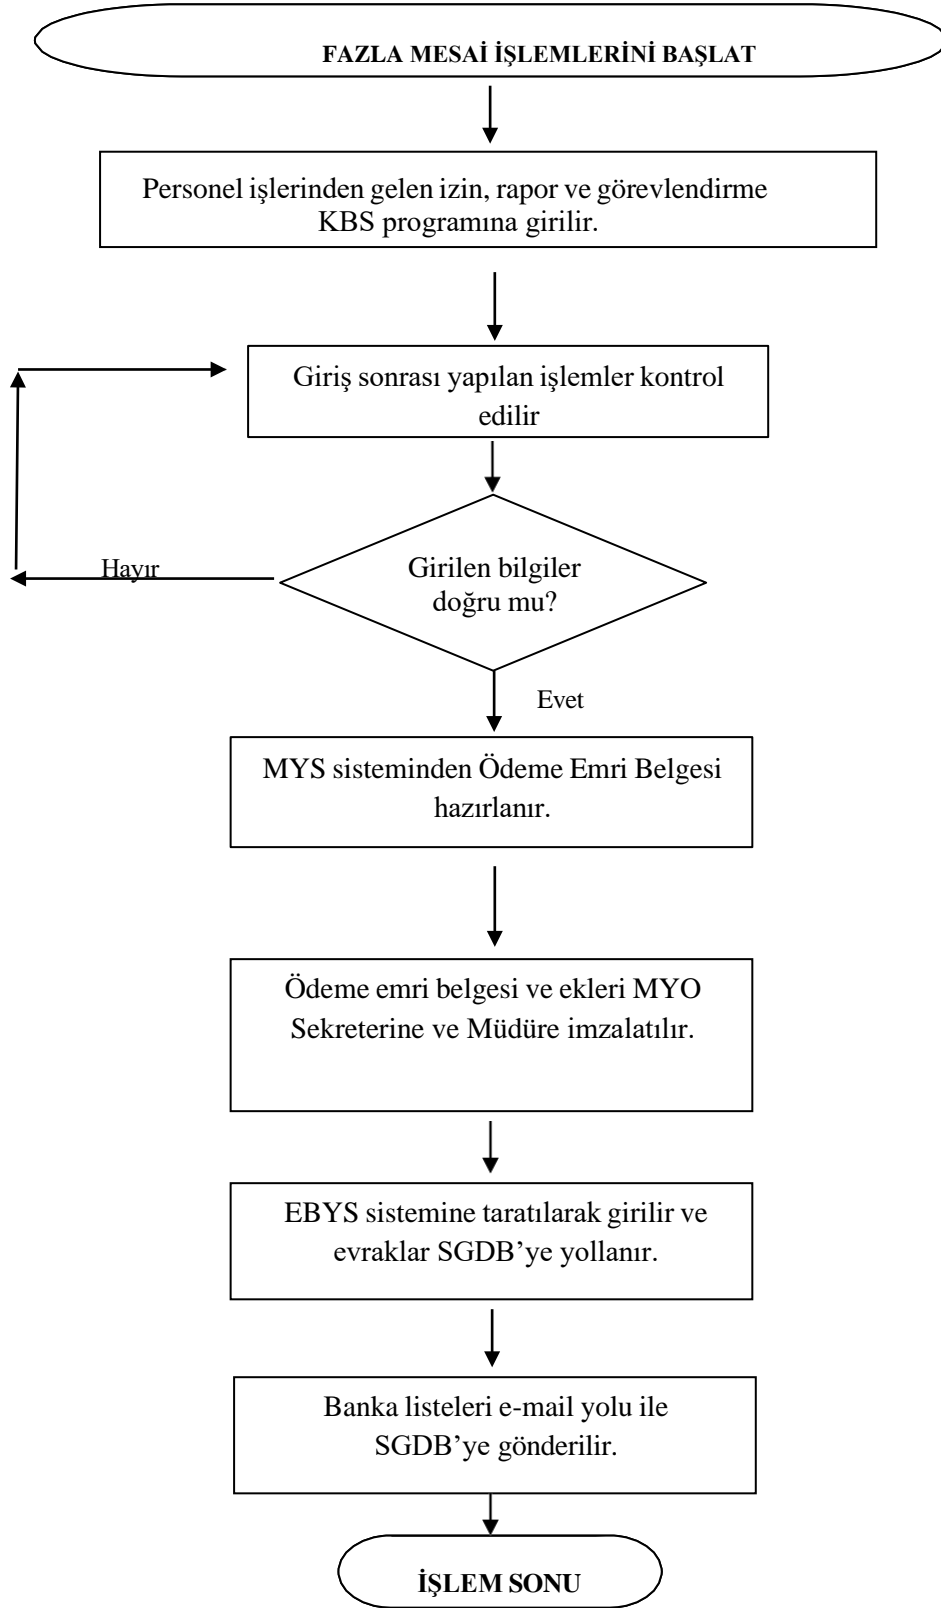 FAZLA MESAİ İŞLEMLERİNİ BAŞLAT
Personel işlerinden gelen izin, rapor ve görevlendirme
KBS programına girilir.
Giriş sonrası yapılan işlemler kontrol
edilir
Girilen bilgiler
doğru mu?
Hayır
Evet
MYS sisteminden Ödeme Emri Belgesi
hazırlanır.
Ödeme emri belgesi ve ekleri MYO
Sekreterine ve Müdüre imzalatılır.
EBYS sistemine taratılarak girilir ve
evraklar SGDB’ye yollanır.
Banka listeleri e-mail yolu ile
SGDB’ye gönderilir.
İŞLEM SONU